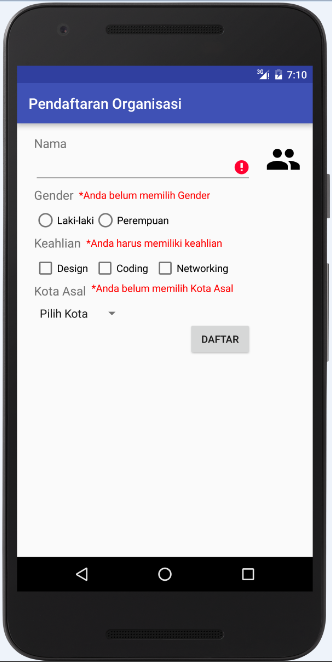 3G 7:10
Pendaftaran Organisasi
Nama
Gender *Anda belum memilih Gender
Laki-laki Perempuan
Keahlian *Anda harus memiliki keahlian
Design Coding Networking
Kota Asal *Anda belum memilih Kota Asal
Pilih Kota
DAFTAR